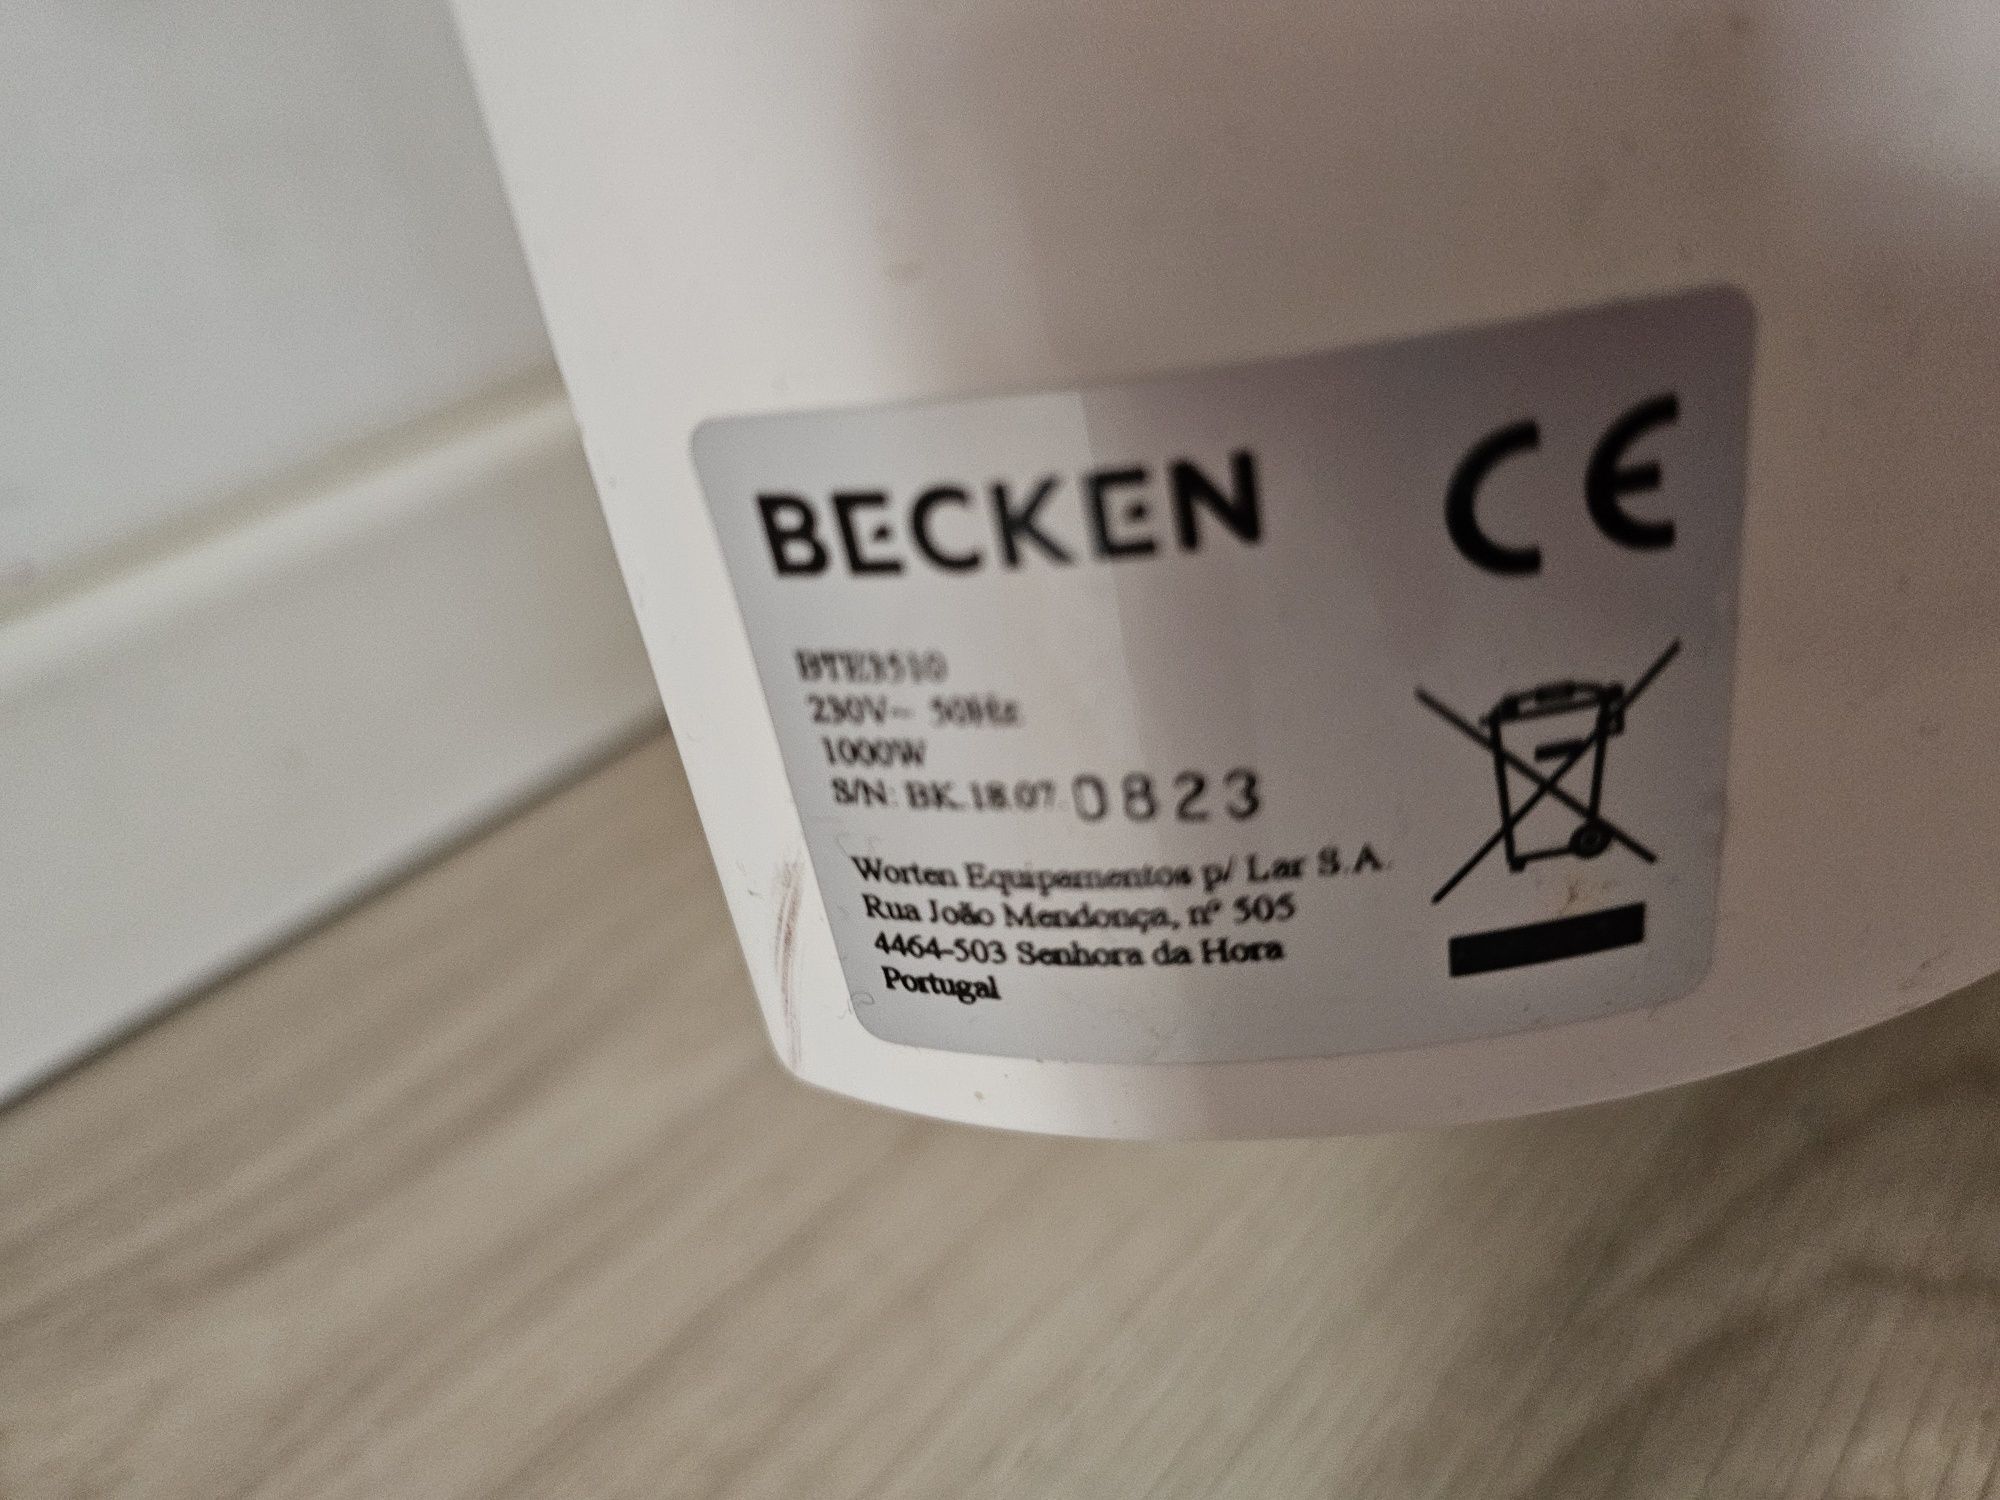 BECKEN
CE
BTE3510
230V~ 50Hz
1000W
S/N: BK.18.07 0823
Worten Equipamentos p/ Lar S.A.
Rua João Mendonça, nº 505
4464-503 Senhora da Hora
Portugal